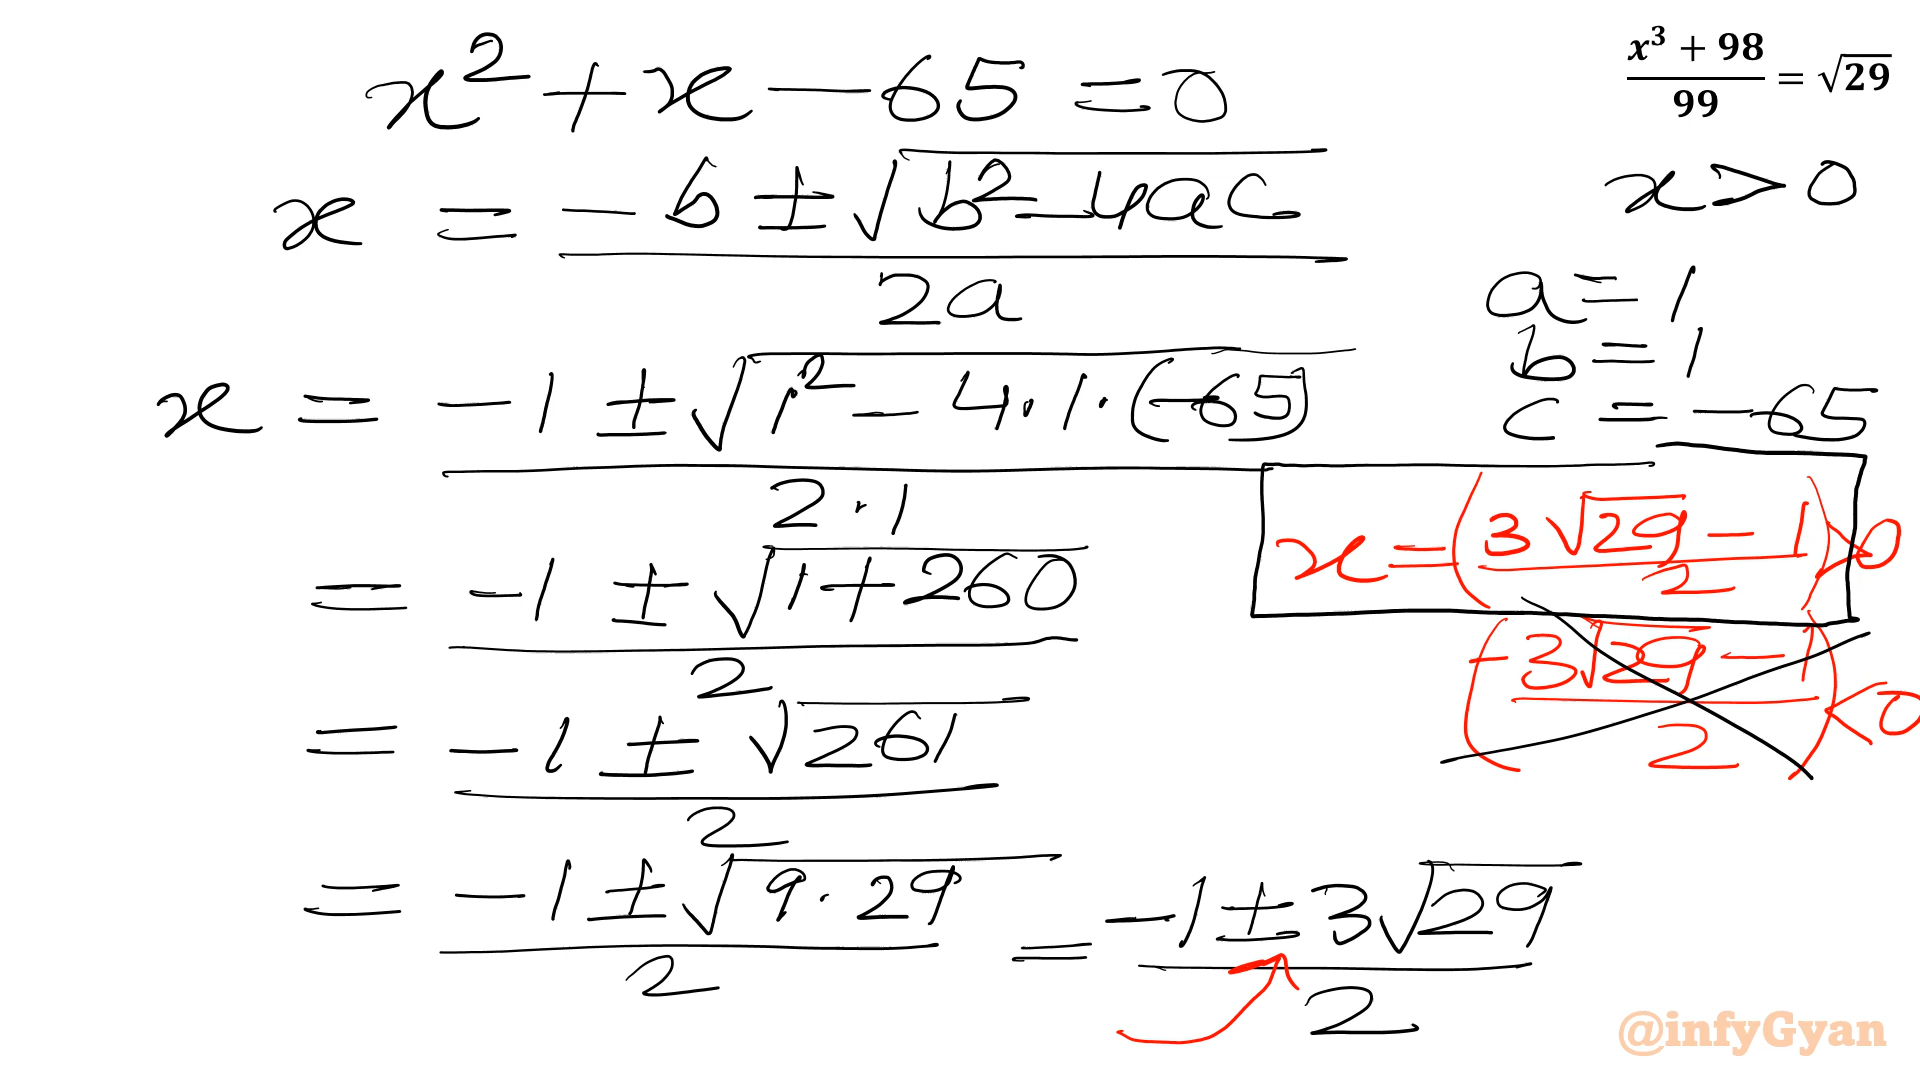 x² + x − 65 = 0
(x³ + 98)/99 = √29
x > 0
x = (−b ± √(b² − 4ac))/(2a)
a = 1
b = 1
c = −65
x = (−1 ± √(1² − 4·1·(−65)))/(2·1)
= (−1 ± √(1 + 260))/2
= (−1 ± √261)/2
= (−1 ± √(9·29))/2 = (−1 ± 3√29)/2
x = ((3√29 − 1)/2) > 0
((−3√29 − 1)/2) < 0
@infyGyan